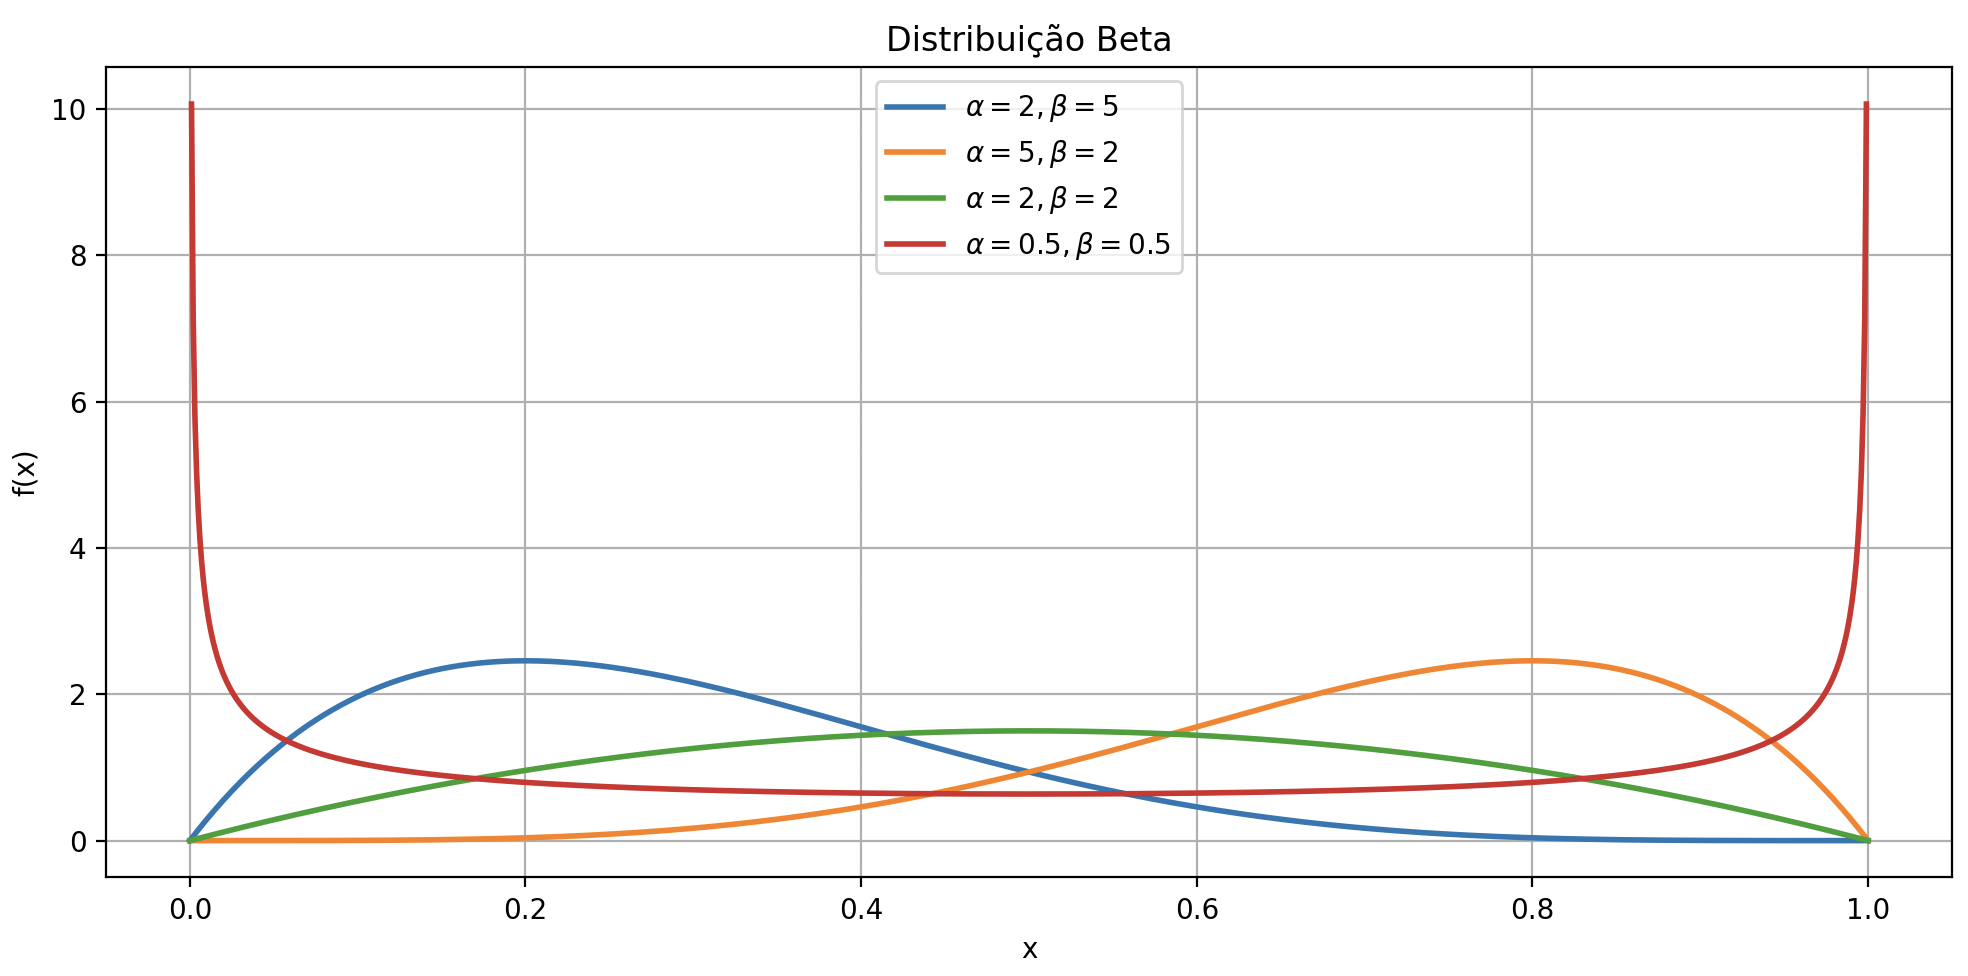 Distribuição Beta
α = 2, β = 5
α = 5, β = 2
α = 2, β = 2
α = 0.5, β = 0.5
10
8
6
4
2
0
f(x)
0.0 0.2 0.4 0.6 0.8 1.0
x